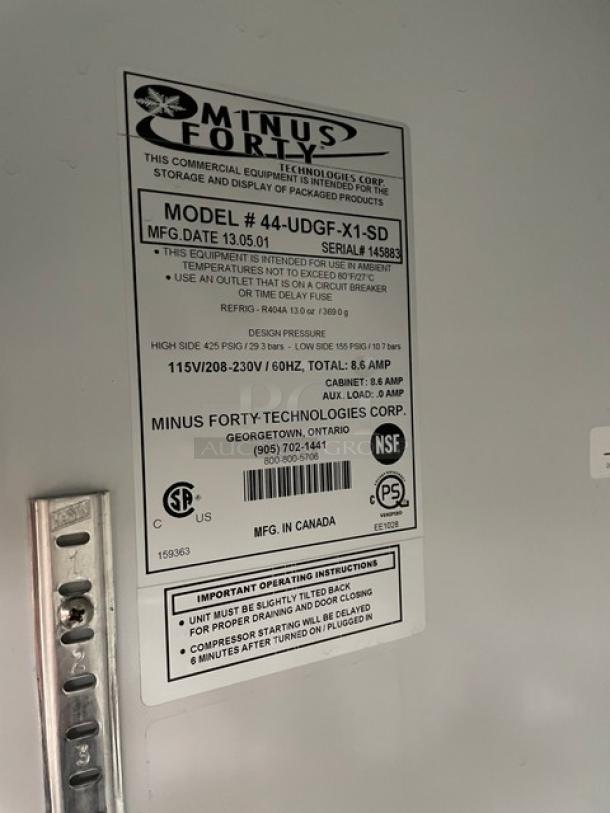 MINUS
FORTY
TECHNOLOGIES CORP.
THIS COMMERCIAL EQUIPMENT IS INTENDED FOR THE
STORAGE AND DISPLAY OF PACKAGED PRODUCTS
MODEL # 44-UDGF-X1-SD
MFG.DATE 13.05.01 SERIAL# 145883
• THIS EQUIPMENT IS INTENDED FOR USE IN AMBIENT
TEMPERATURES NOT TO EXCEED 80°F/27°C
• USE AN OUTLET THAT IS ON A CIRCUIT BREAKER
OR TIME DELAY FUSE
REFRIG - R404A 13.0 oz / 369.0 g
DESIGN PRESSURE
HIGH SIDE 425 PSIG / 29.3 bars - LOW SIDE 155 PSIG / 10.7 bars
115V/208-230V / 60HZ, TOTAL: 8.6 AMP
CABINET: 8.6 AMP
AUX. LOAD: .0 AMP
MINUS FORTY TECHNOLOGIES CORP.
GEORGETOWN, ONTARIO
(905) 702-1441
800-800-5706
NSF
C SA ® US
C PS
VERIFIED
MFG. IN CANADA
EE1028
159363
IMPORTANT OPERATING INSTRUCTIONS
• UNIT MUST BE SLIGHTLY TILTED BACK
FOR PROPER DRAINING AND DOOR CLOSING
• COMPRESSOR STARTING WILL BE DELAYED
6 MINUTES AFTER TURNED ON / PLUGGED IN
1
2
3